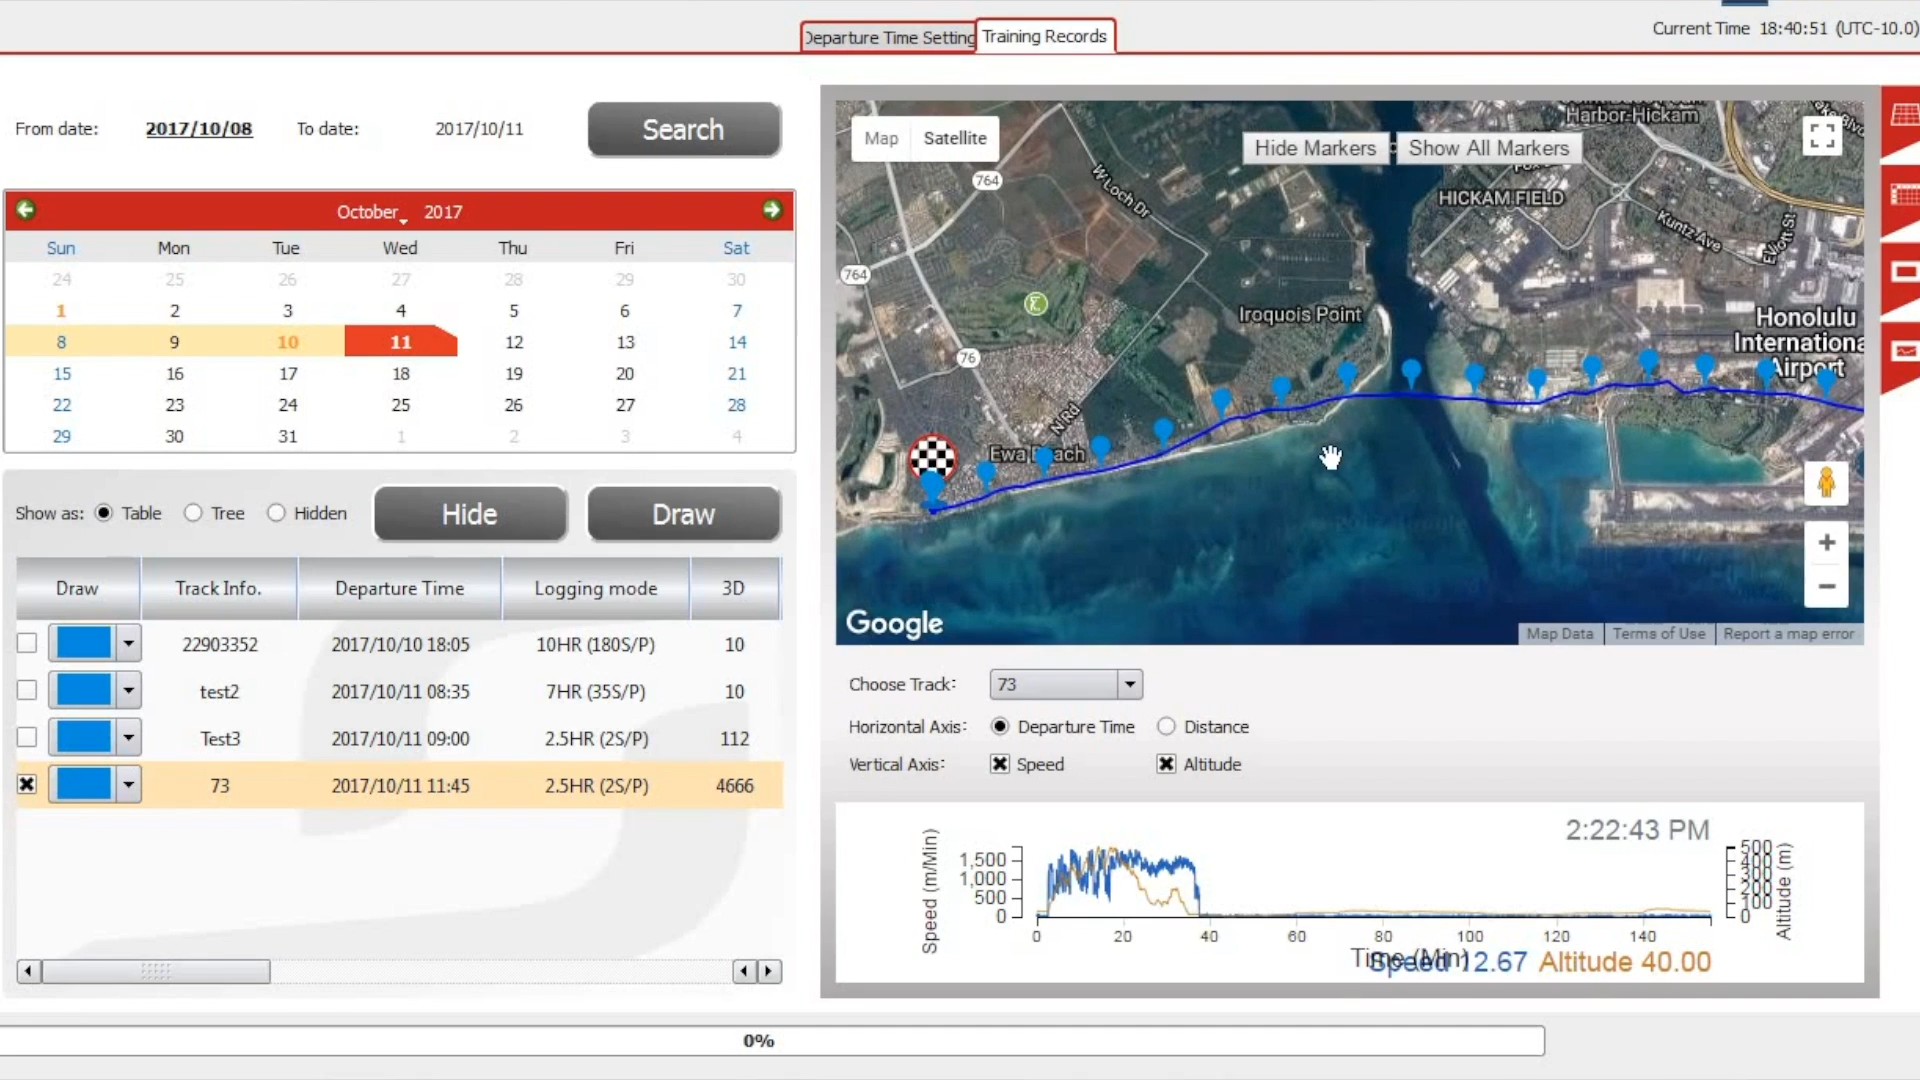 Departure Time Setting
Training Records
Current Time 18:40:51 (UTC-10.0)
From date: 2017/10/08 To date: 2017/10/11
Search
October 2017
Sun Mon Tue Wed Thu Fri Sat
24 25 26 27 28 29 30
1 2 3 4 5 6 7
8 9 10 11 12 13 14
15 16 17 18 19 20 21
22 23 24 25 26 27 28
29 30 31 1 2 3 4
Show as: Table Tree Hidden
Hide
Draw
Draw Track Info. Departure Time Logging mode 3D
22903352 2017/10/10 18:05 10HR (180S/P) 10
test2 2017/10/11 08:35 7HR (35S/P) 10
Test3 2017/10/11 09:00 2.5HR (2S/P) 112
73 2017/10/11 11:45 2.5HR (2S/P) 4666
Map Satellite
Hide Markers
Show All Markers
Harbor-Hickam
764
W Loch Dr
HICKAM FIELD
Kuntz Ave
Elliott St
764
Iroquois Point
Honolulu
Internationa
Airport
76
N Rd
Ewa Beach
+
−
Google
Map Data
Terms of Use
Report a map error
Choose Track: 73
Horizontal Axis: Departure Time Distance
Vertical Axis: Speed Altitude
2:22:43 PM
Speed (m/Min)
1,500
1,000
500
0
500
400
300
200
100
0
Altitude (m)
0 20 40 60 80 100 120 140
Time (Min)
Speed 12.67 Altitude 40.00
0%